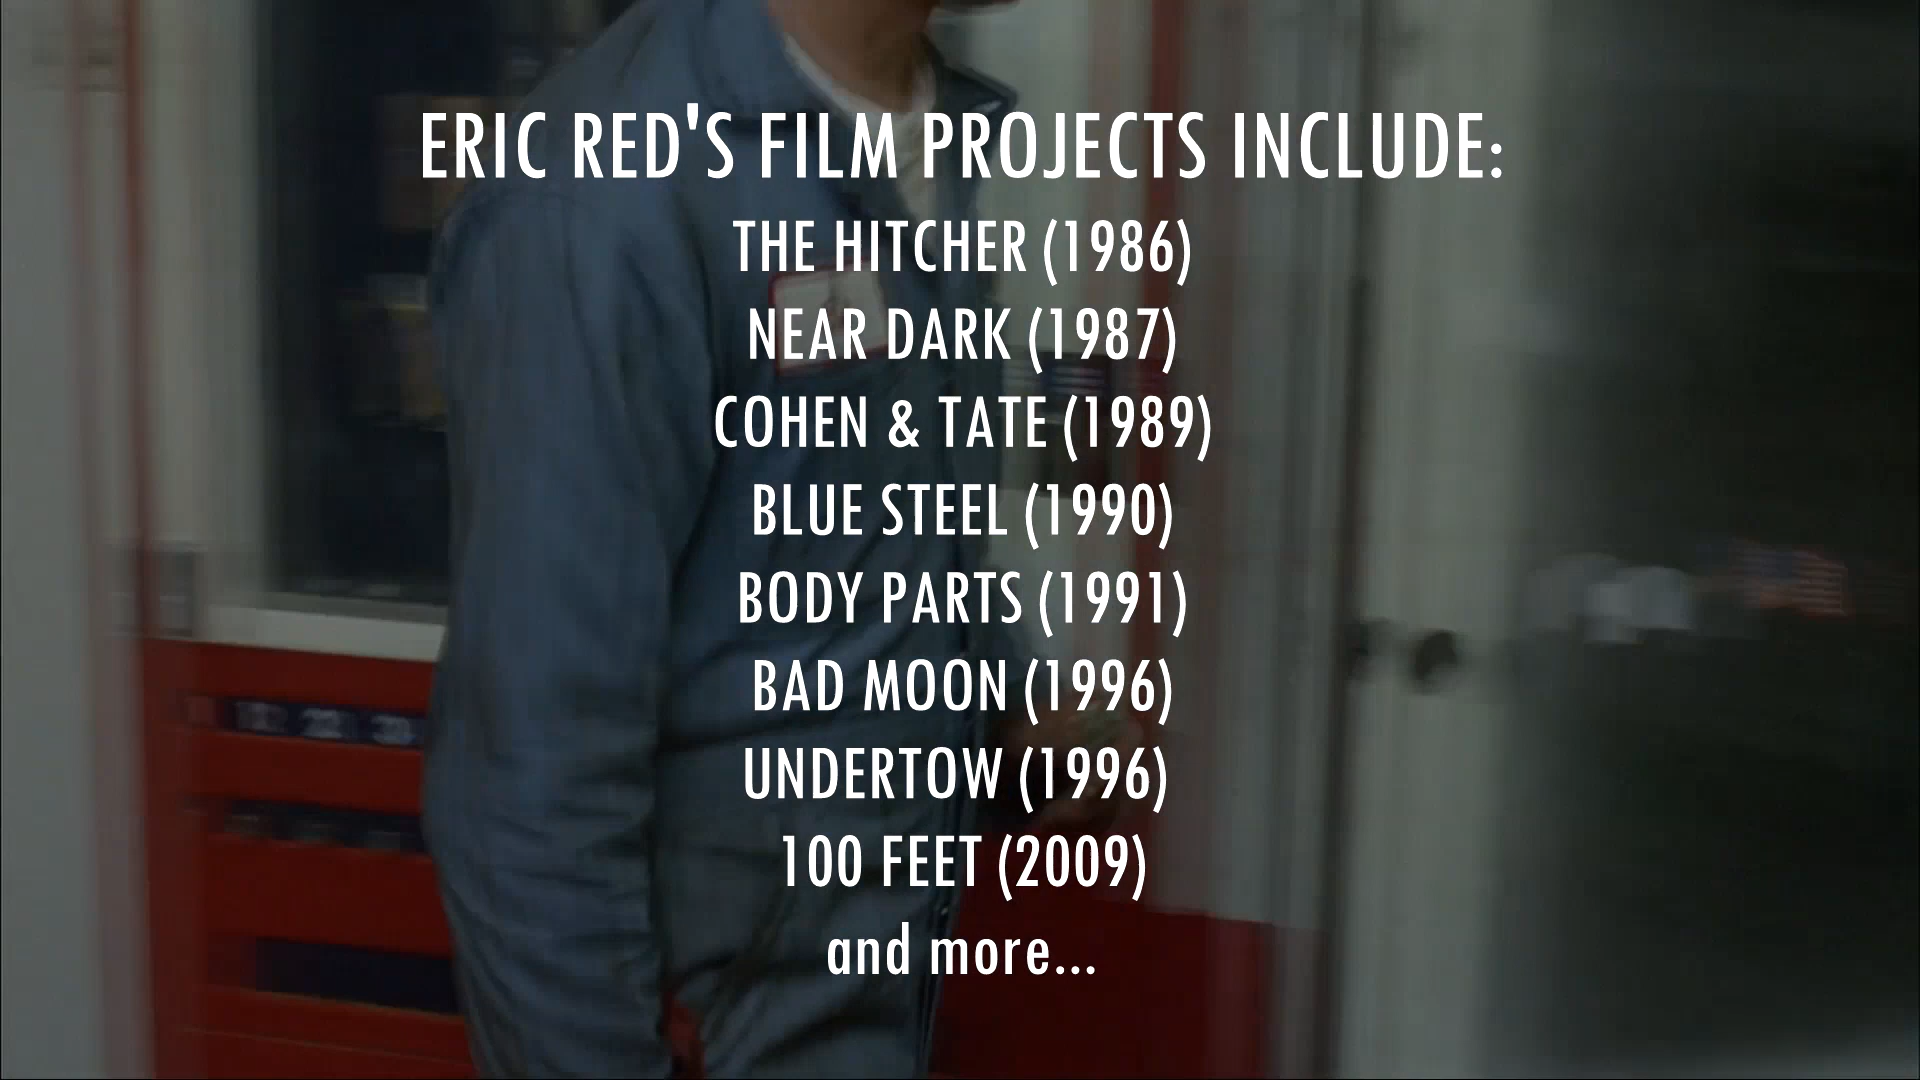 ERIC RED'S FILM PROJECTS INCLUDE:
THE HITCHER (1986)
NEAR DARK (1987)
COHEN & TATE (1989)
BLUE STEEL (1990)
BODY PARTS (1991)
BAD MOON (1996)
UNDERTOW (1996)
100 FEET (2009)
and more...